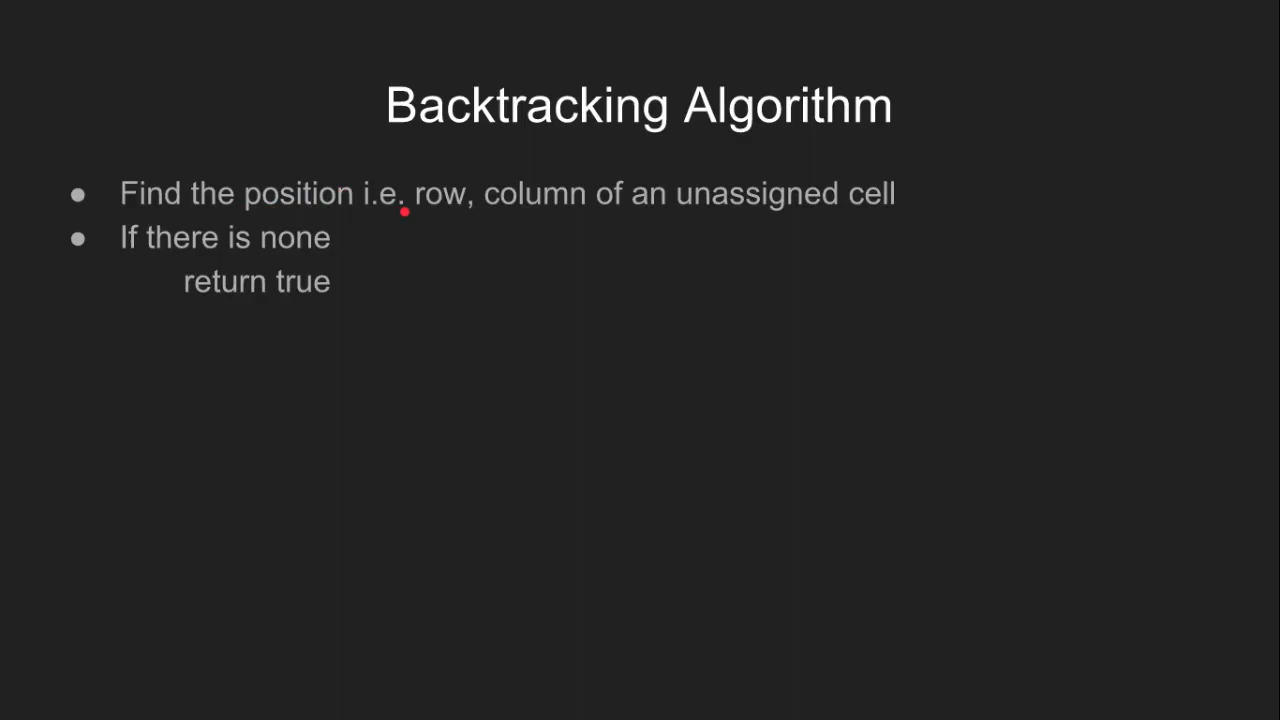 Backtracking Algorithm
● Find the position i.e. row, column of an unassigned cell
● If there is none
return true